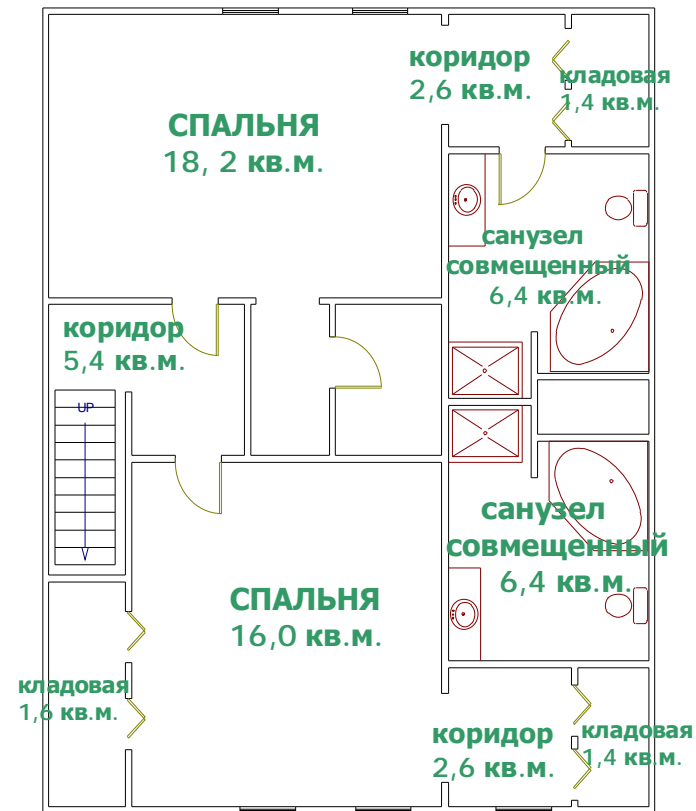 коридор
2,6 кв.м.
кладовая
1,4 кв.м.
СПАЛЬНЯ
18, 2 кв.м.
санузел
совмещенный
6,4 кв.м.
коридор
5,4 кв.м.
UP
санузел
совмещенный
6,4 кв.м.
СПАЛЬНЯ
16,0 кв.м.
кладовая
1,6 кв.м.
коридор
2,6 кв.м.
кладовая
1,4 кв.м.